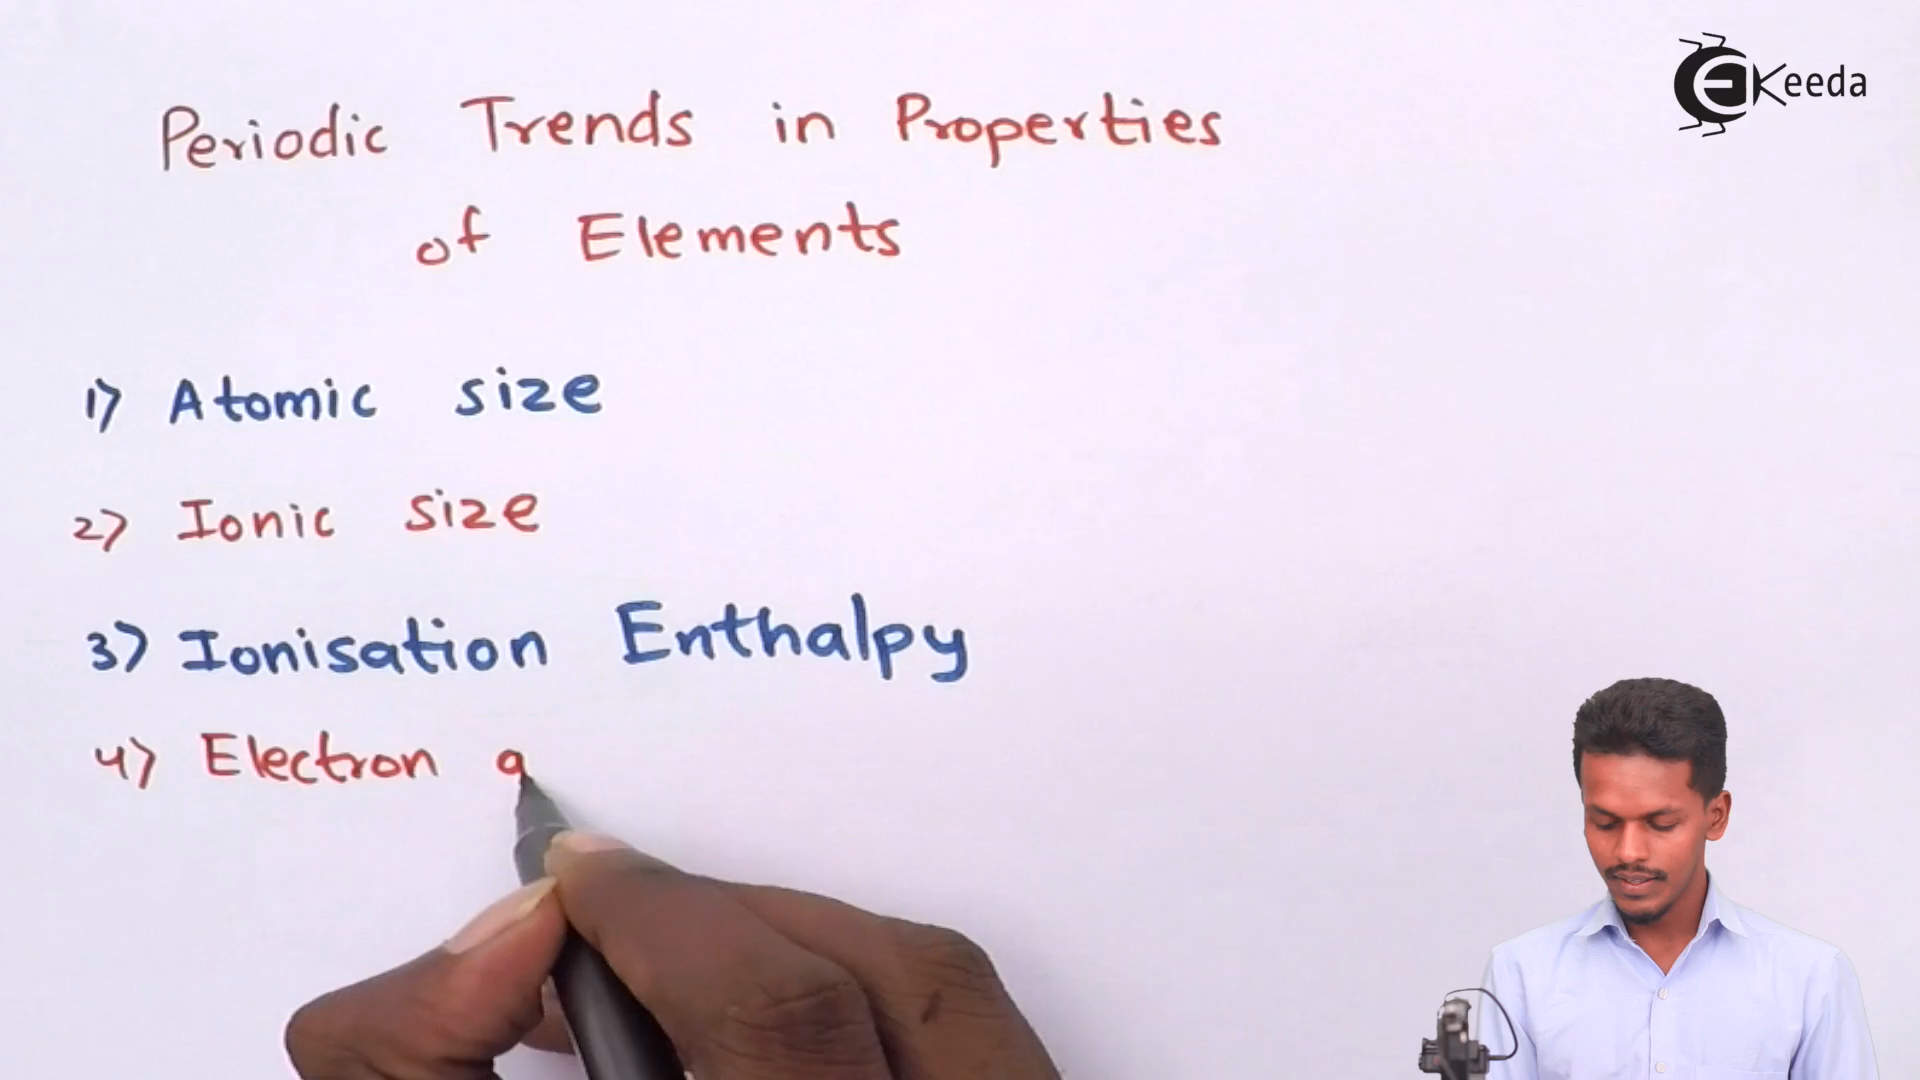 Keeda
Periodic Trends in Properties
of Elements
1) Atomic size
2) Ionic size
3) Ionisation Enthalpy
4) Electron